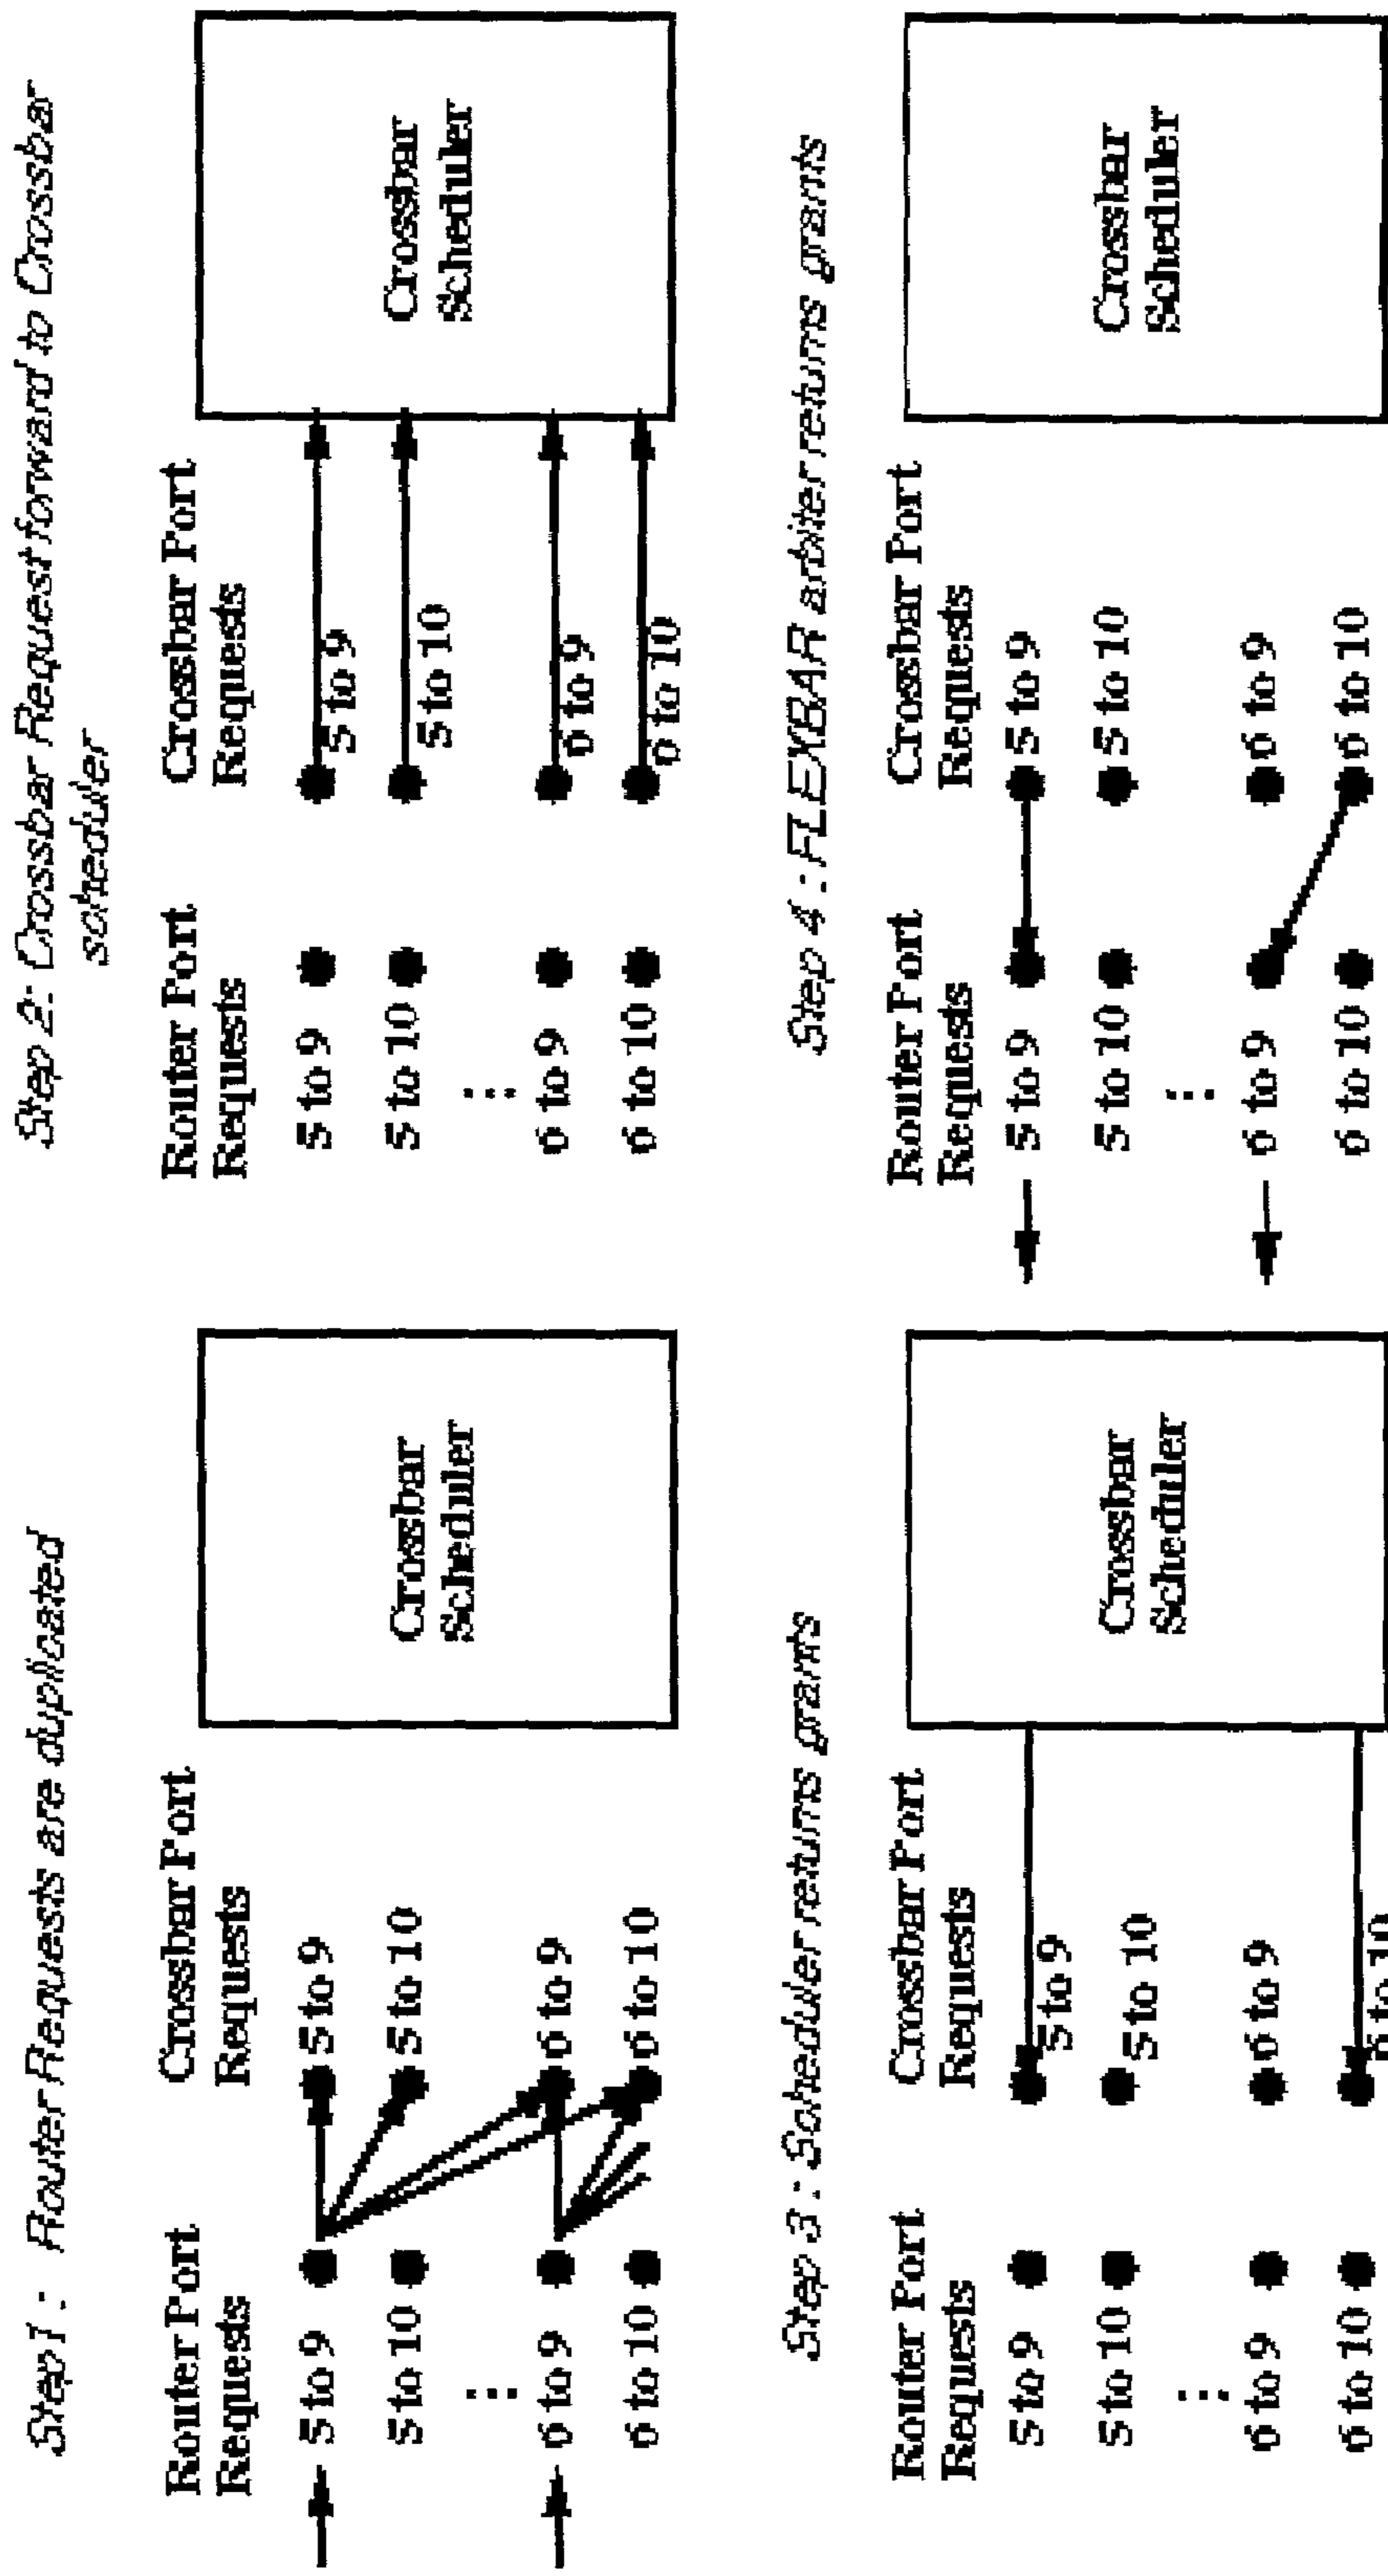 Step 1 : Router Requests are duplicated
Router Port
Requests
Crossbar Port
Requests
5 to 9
5 to 10
...
6 to 9
6 to 10
5 to 9
5 to 10
6 to 9
6 to 10
Crossbar
Scheduler
Step 2: Crossbar Request forward to Crossbar
scheduler
Router Port
Requests
Crossbar Port
Requests
5 to 9
5 to 10
...
6 to 9
6 to 10
5 to 9
5 to 10
6 to 9
6 to 10
Crossbar
Scheduler
Step 3 : Scheduler returns grants
Router Port
Requests
Crossbar Port
Requests
5 to 9
5 to 10
...
6 to 9
6 to 10
5 to 9
5 to 10
6 to 9
6 to 10
Crossbar
Scheduler
Step 4 : FLEXBAR arbiter returns grants
Router Port
Requests
Crossbar Port
Requests
5 to 9
5 to 10
...
6 to 9
6 to 10
5 to 9
5 to 10
6 to 9
6 to 10
Crossbar
Scheduler